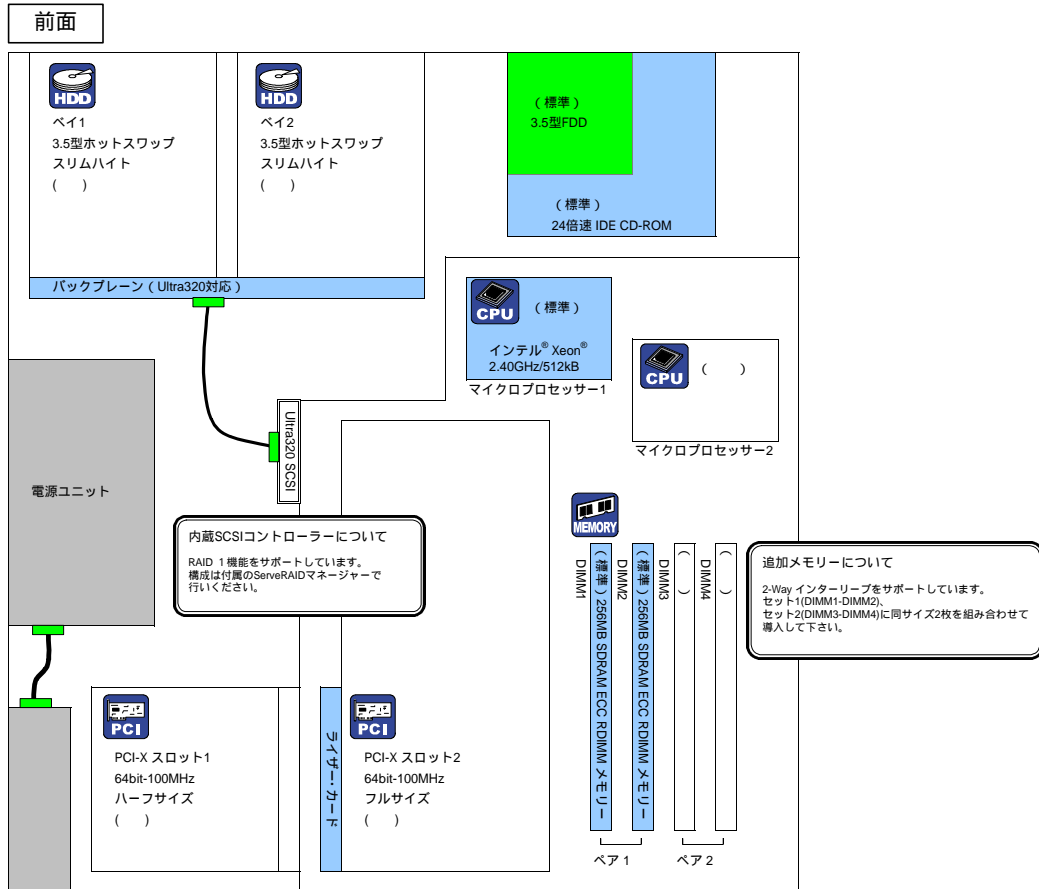 前面
HDD
ベイ1
3.5型ホットスワップ
スリムハイト
(　　)
HDD
ベイ2
3.5型ホットスワップ
スリムハイト
(　　)
（標準）
3.5型FDD
（標準）
24倍速 IDE CD-ROM
バックプレーン（Ultra320対応）
CPU
（標準）
インテル® Xeon®
2.40GHz/512kB
マイクロプロセッサー1
CPU
(　　)
マイクロプロセッサー2
Ultra320 SCSI
電源ユニット
内蔵SCSIコントローラーについて
RAID 1機能をサポートしています。
構成は付属のServeRAIDマネージャーで
行いください。
MEMORY
DIMM1
（標準）256MB SDRAM ECC RDIMM メモリー
DIMM2
（標準）256MB SDRAM ECC RDIMM メモリー
DIMM3
(　　)
DIMM4
(　　)
ペア 1
ペア 2
追加メモリーについて
2-Way インターリーブをサポートしています。
セット1(DIMM1-DIMM2)、
セット2(DIMM3-DIMM4)に同サイズ2枚を組み合わせて
導入して下さい。
PCI
PCI-X スロット1
64bit-100MHz
ハーフサイズ
(　　)
ライザー・カード
PCI
PCI-X スロット2
64bit-100MHz
フルサイズ
(　　)